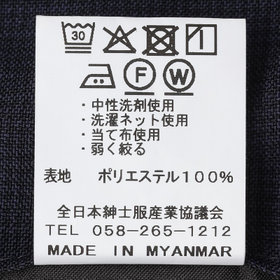 30
F W
・中性洗剤使用
・洗濯ネット使用
・当て布使用
・弱く絞る
表地 ポリエステル100%
全日本紳士服産業協議会
TEL 058-265-1212
MADE IN MYANMAR